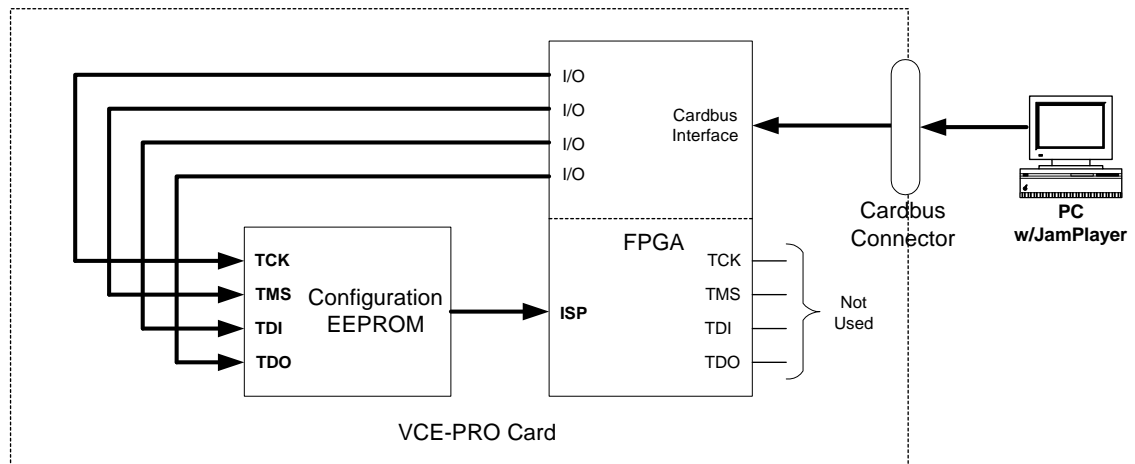 I/O
I/O
I/O
I/O
Cardbus
Interface
Cardbus
Connector
PC
w/JamPlayer
FPGA
TCK
TMS
TDI
TDO
Configuration
EEPROM
ISP
TCK
TMS
TDI
TDO
Not
Used
VCE-PRO Card